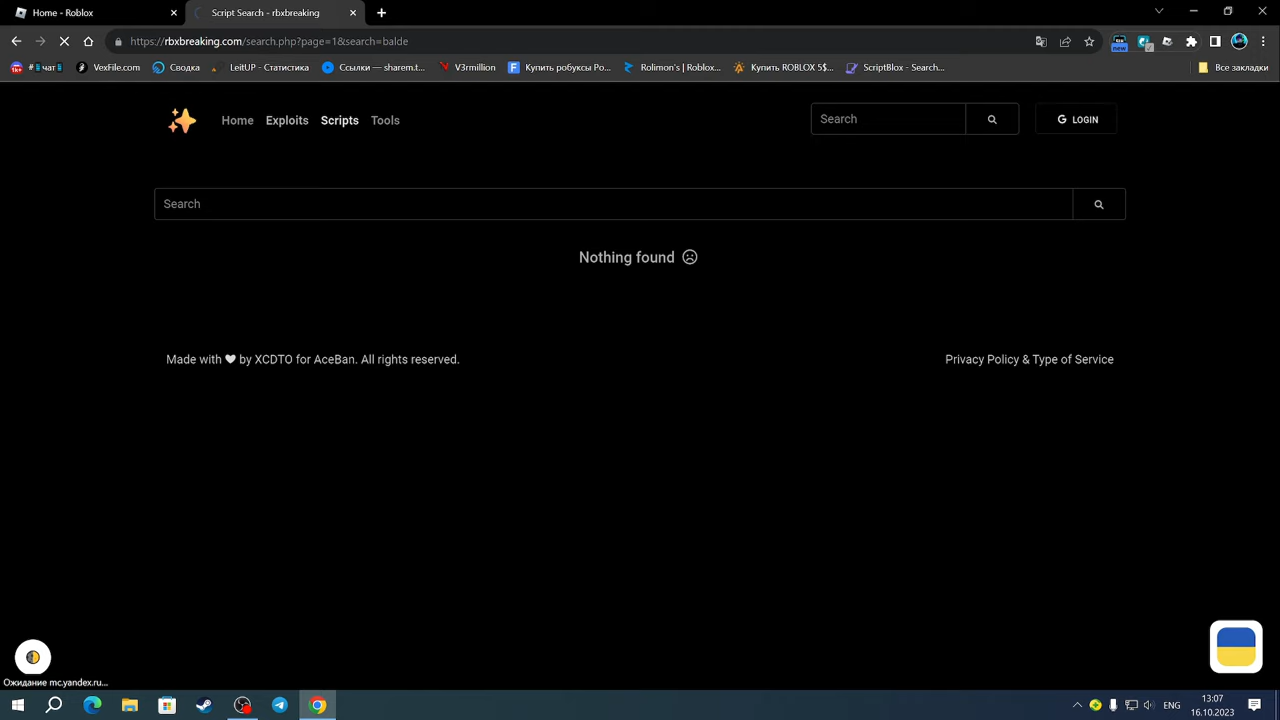 Home - Roblox
Script Search - rbxbreaking
https://rbxbreaking.com/search.php?page=1&search=balde
new
1K+
#чат
VexFile.com
Сводка
LeitUP - Статистика
Ссылки — sharem.t...
V3rmillion
Купить робуксы Ро...
Rolimon's | Roblox...
Купить ROBLOX 5$...
ScriptBlox - Search...
Все закладки
Home
Exploits
Scripts
Tools
Search
LOGIN
Search
Nothing found
Made with ❤ by XCDTO for AceBan. All rights reserved.
Privacy Policy & Type of Service
Ожидание mc.yandex.ru...
ENG
13:07
16.10.2023